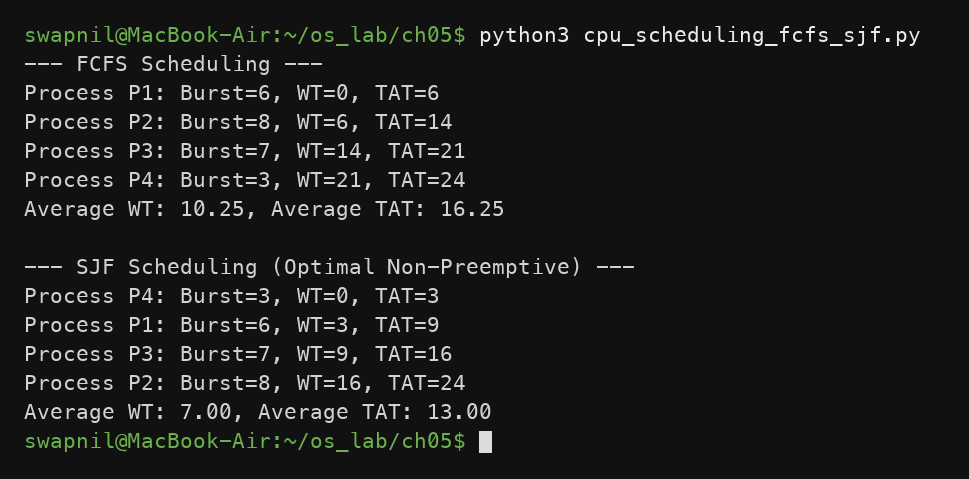 swapnil@MacBook-Air:~/os_lab/ch05$ python3 cpu_scheduling_fcfs_sjf.py
--- FCFS Scheduling ---
Process P1: Burst=6, WT=0, TAT=6
Process P2: Burst=8, WT=6, TAT=14
Process P3: Burst=7, WT=14, TAT=21
Process P4: Burst=3, WT=21, TAT=24
Average WT: 10.25, Average TAT: 16.25

--- SJF Scheduling (Optimal Non-Preemptive) ---
Process P4: Burst=3, WT=0, TAT=3
Process P1: Burst=6, WT=3, TAT=9
Process P3: Burst=7, WT=9, TAT=16
Process P2: Burst=8, WT=16, TAT=24
Average WT: 7.00, Average TAT: 13.00
swapnil@MacBook-Air:~/os_lab/ch05$